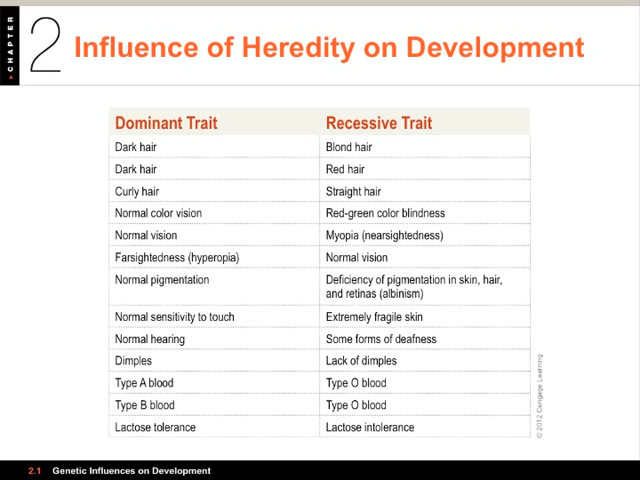 CHAPTER
2 Influence of Heredity on Development
Dominant Trait Recessive Trait
Dark hair Blond hair
Dark hair Red hair
Curly hair Straight hair
Normal color vision Red-green color blindness
Normal vision Myopia (nearsightedness)
Farsightedness (hyperopia) Normal vision
Normal pigmentation Deficiency of pigmentation in skin, hair,
and retinas (albinism)
Normal sensitivity to touch Extremely fragile skin
Normal hearing Some forms of deafness
Dimples Lack of dimples
Type A blood Type O blood
Type B blood Type O blood
Lactose tolerance Lactose intolerance
© 2012 Cengage Learning
2.1 Genetic Influences on Development